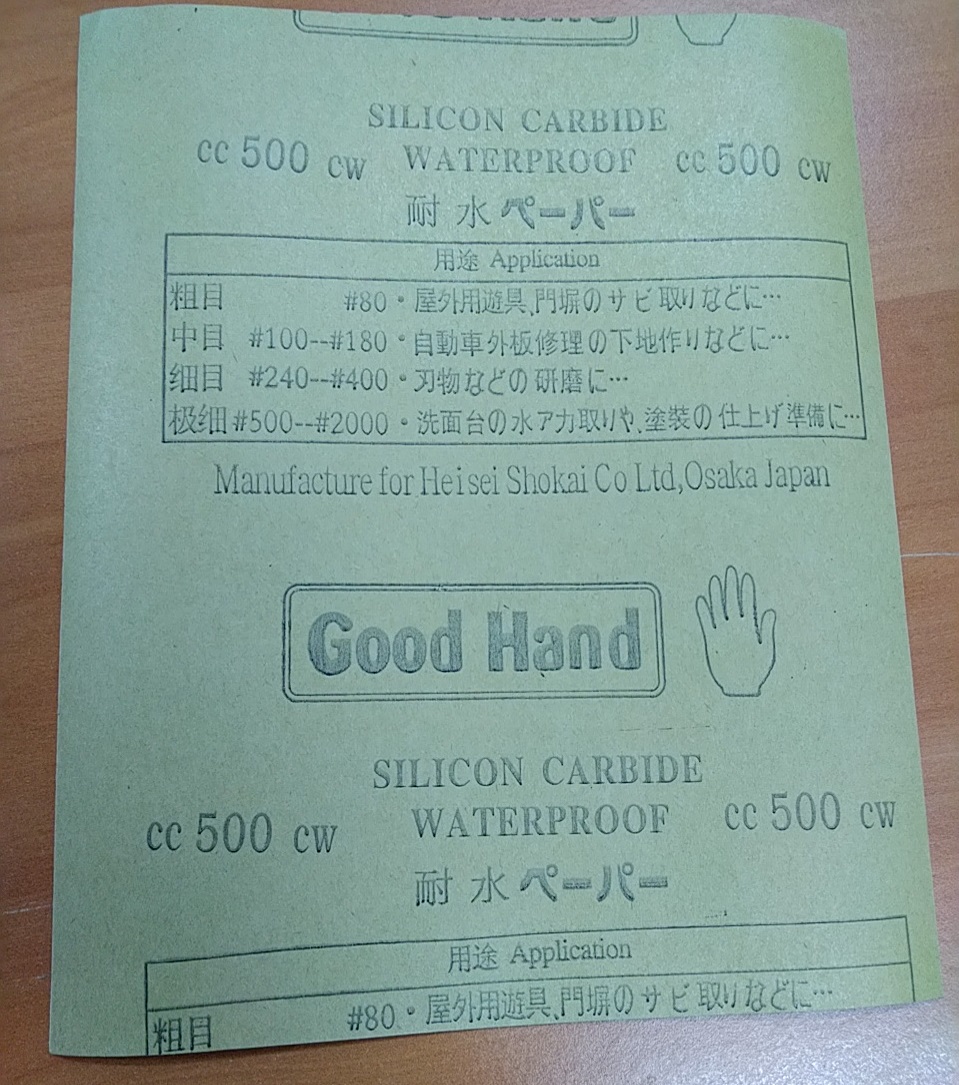 SILICON CARBIDE
cc 500 cw WATERPROOF cc 500 cw
耐水ペーパー
用途 Application
粗目 #80・屋外用遊具、門塀のサビ取りなどに…
中目 #100--#180・自動車外板修理の下地作りなどに…
细目 #240--#400・刃物などの研磨に…
极细 #500--#2000・洗面台の水アカ取りや、塗装の仕上げ準備に…
Manufacture for Heisei Shokai Co Ltd,Osaka Japan
Good Hand
SILICON CARBIDE
cc 500 cw WATERPROOF cc 500 cw
耐水ペーパー
用途 Application
粗目 #80・屋外用遊具、門塀のサビ取りなどに…